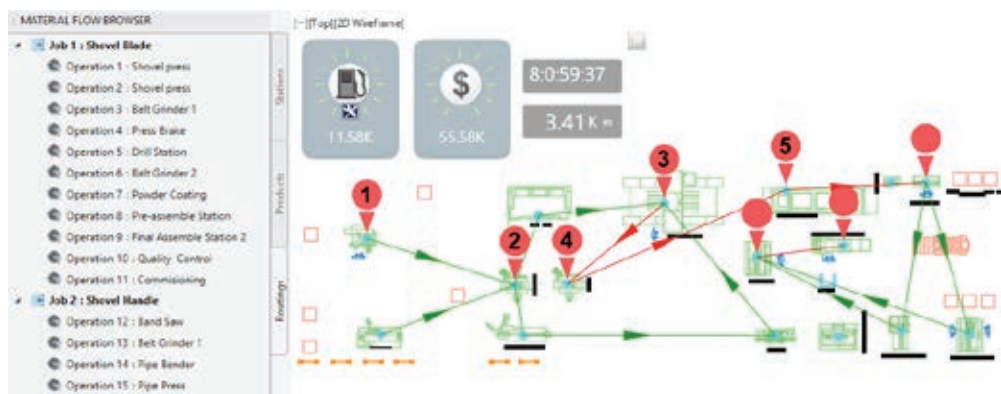 MATERIAL FLOW BROWSER
Job 1 : Shovel Blade
Operation 1 : Shovel press
Operation 2 : Shovel press
Operation 3 : Belt Grinder 1
Operation 4 : Press Brake
Operation 5 : Drill Station
Operation 6 : Belt Grinder 2
Operation 7 : Powder Coating
Operation 8 : Pre-assemble Station
Operation 9 : Final Assemble Station 2
Operation 10 : Quality Control
Operation 11 : Commisioning
Job 2 : Shovel Handle
Operation 12 : Band Saw
Operation 13 : Belt Grinder 1
Operation 14 : Pipe Bender
Operation 15 : Pipe Press
Stations
Products
Routings
[−][Top][2D Wireframe]
11.58K
$
55.58K
8:0:59:37
3.41 K m
1
2
3
4
5